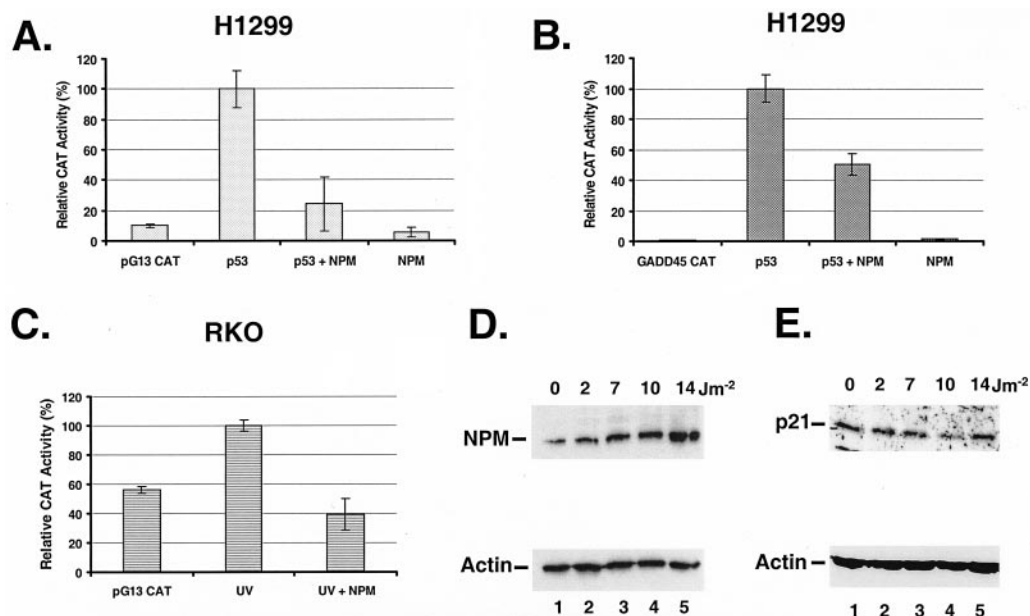 A.
H1299
Relative CAT Activity (%)
120
100
80
60
40
20
0
pG13 CAT p53 p53 + NPM NPM
B.
H1299
Relative CAT Activity (%)
120
100
80
60
40
20
0
GADD45 CAT p53 p53 + NPM NPM
C.
RKO
Relative CAT Activity (%)
120
100
80
60
40
20
0
pG13 CAT UV UV + NPM
D.
0 2 7 10 14 Jm-2
NPM
Actin
1 2 3 4 5
E.
0 2 7 10 14 Jm-2
p21
Actin
1 2 3 4 5